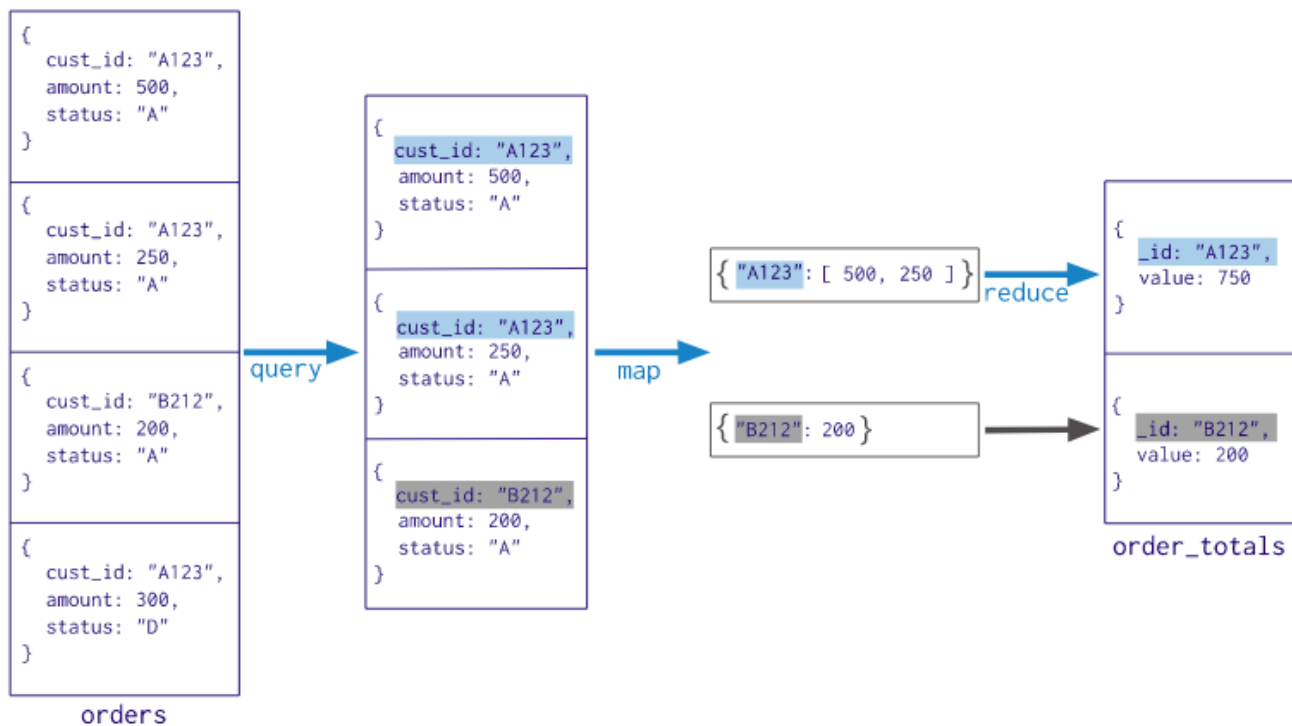 {
cust_id: "A123",
amount: 500,
status: "A"
}
{
cust_id: "A123",
amount: 250,
status: "A"
}
{
cust_id: "B212",
amount: 200,
status: "A"
}
{
cust_id: "A123",
amount: 300,
status: "D"
}
orders
query
{
cust_id: "A123",
amount: 500,
status: "A"
}
{
cust_id: "A123",
amount: 250,
status: "A"
}
{
cust_id: "B212",
amount: 200,
status: "A"
}
map
{ "A123": [ 500, 250 ] }
{ "B212": 200 }
reduce
{
_id: "A123",
value: 750
}
{
_id: "B212",
value: 200
}
order_totals